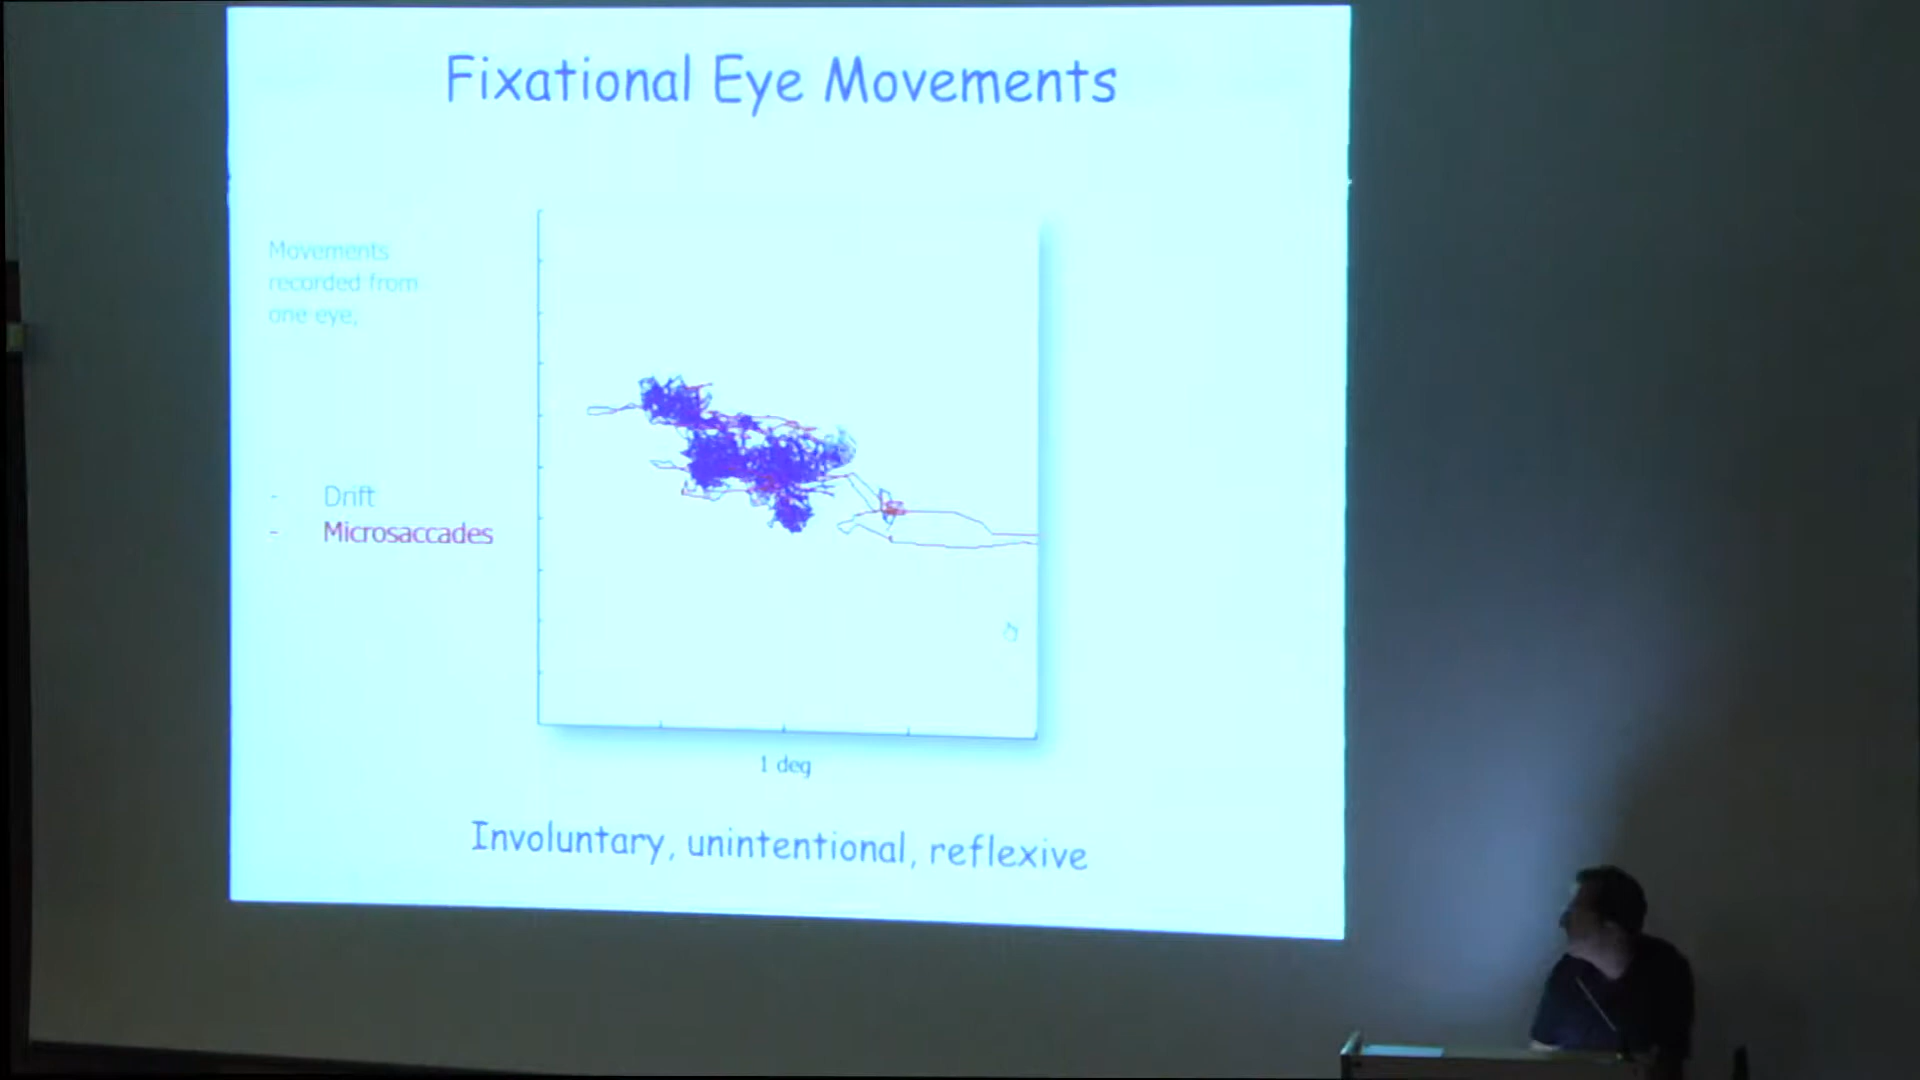 Fixational Eye Movements
Movements
recorded from
one eye,
- Drift
- Microsaccades
1 deg
Involuntary, unintentional, reflexive